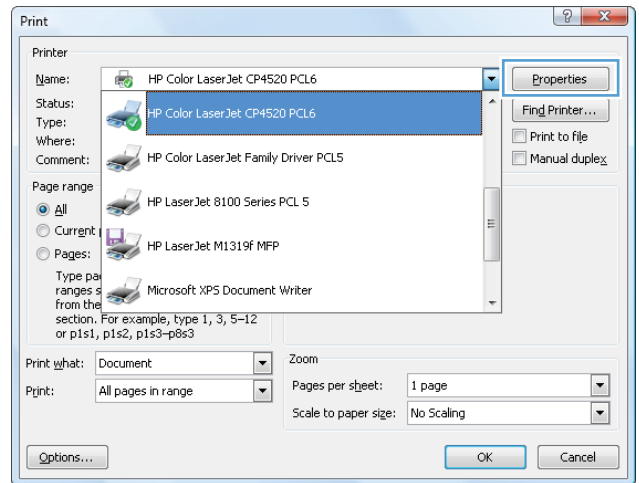 Print
Printer
Name: HP Color LaserJet CP4520 PCL6 Properties
Status:
HP Color LaserJet CP4520 PCL6 Find Printer...
Type:
Where: Print to file
Comment: HP Color LaserJet Family Driver PCL5 Manual duplex
Page range
All HP LaserJet 8100 Series PCL 5
Current
Pages: HP LaserJet M1319f MFP
Type
ranges
from the Microsoft XPS Document Writer
section. For example, type 1, 3, 5–12
or p1s1, p1s2, p1s3–p8s3
Print what: Document
Print: All pages in range
Zoom
Pages per sheet: 1 page
Scale to paper size: No Scaling
Options... OK Cancel